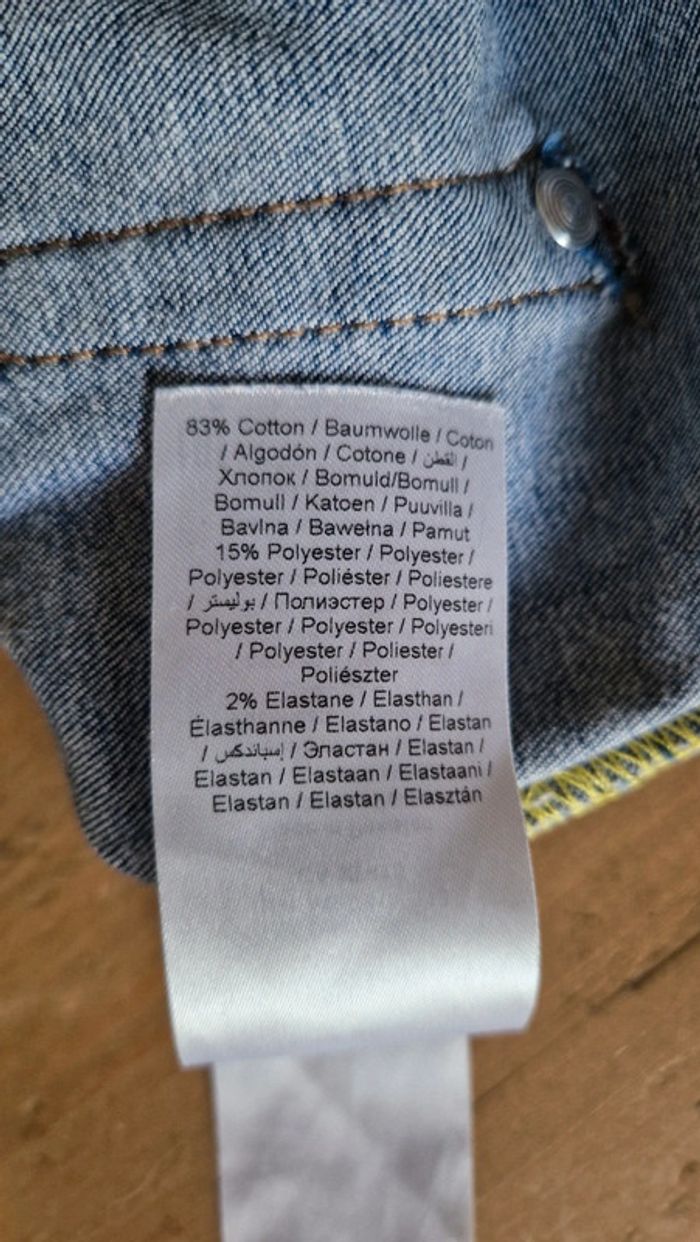 83% Cotton / Baumwolle / Coton
/ Algodón / Cotone / القطن /
Хлопок / Bomuld/Bomull /
Bomull / Katoen / Puuvilla /
Bavlna / Bawełna / Pamut
15% Polyester / Polyester /
Polyester / Poliéster / Poliestere
/ بوليستر / Полиэстер / Polyester /
Polyester / Polyester / Polyesteri
/ Polyester / Poliester /
Poliészter
2% Elastane / Elasthan /
Élasthanne / Elastano / Elastan
/ إسباندكس / Эластан / Elastan /
Elastan / Elastaan / Elastaani /
Elastan / Elastan / Elasztán